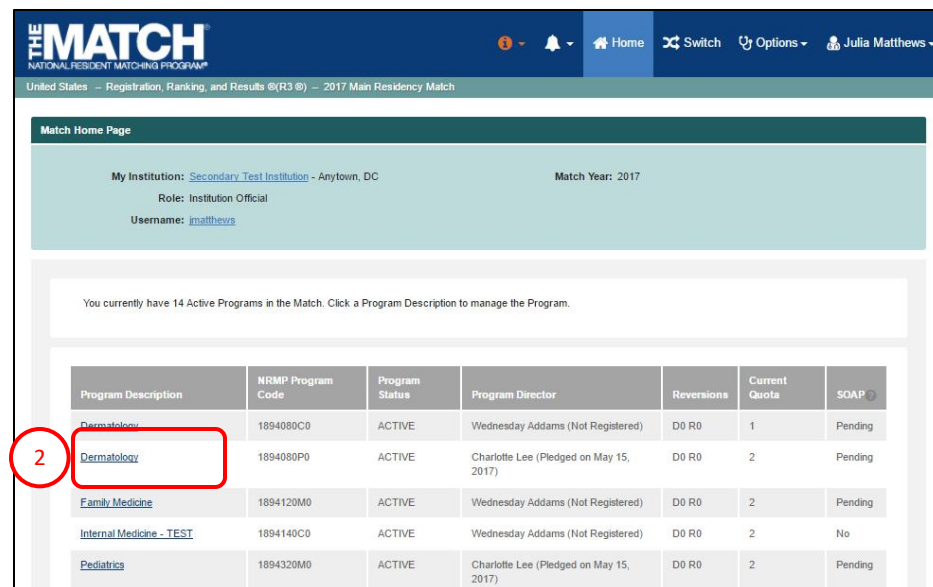 THE MATCH®
NATIONAL RESIDENT MATCHING PROGRAM®
Home Switch Options Julia Matthews
United States – Registration, Ranking, and Results ®(R3 ®) – 2017 Main Residency Match
Match Home Page
My Institution: Secondary Test Institution - Anytown, DC Match Year: 2017
Role: Institution Official
Username: jmatthews
You currently have 14 Active Programs in the Match. Click a Program Description to manage the Program.
Program Description NRMP Program Code Program Status Program Director Reversions Current Quota SOAP
Dermatology 1894080C0 ACTIVE Wednesday Addams (Not Registered) D0 R0 1 Pending
2 Dermatology 1894080P0 ACTIVE Charlotte Lee (Pledged on May 15, 2017) D0 R0 2 Pending
Family Medicine 1894120M0 ACTIVE Wednesday Addams (Not Registered) D0 R0 2 Pending
Internal Medicine - TEST 1894140C0 ACTIVE Wednesday Addams (Not Registered) D0 R0 2 No
Pediatrics 1894320M0 ACTIVE Charlotte Lee (Pledged on May 15, 2017) D0 R0 2 Pending